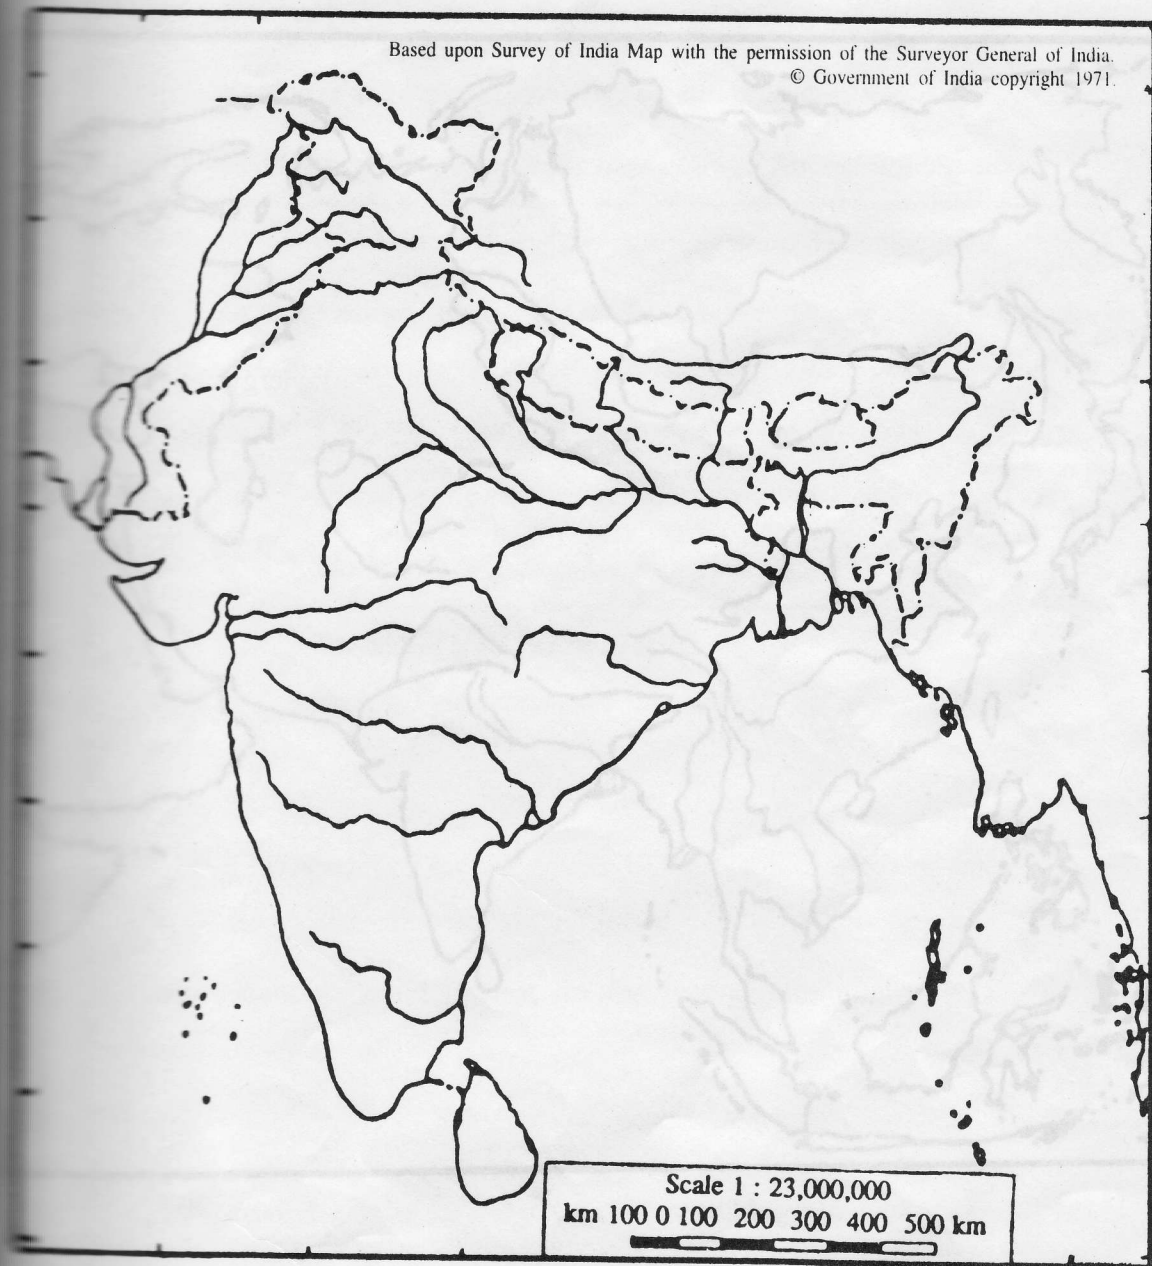 Based upon Survey of India Map with the permission of the Surveyor General of India.
© Government of India copyright 1971.
Scale 1 : 23,000,000
km 100 0 100 200 300 400 500 km